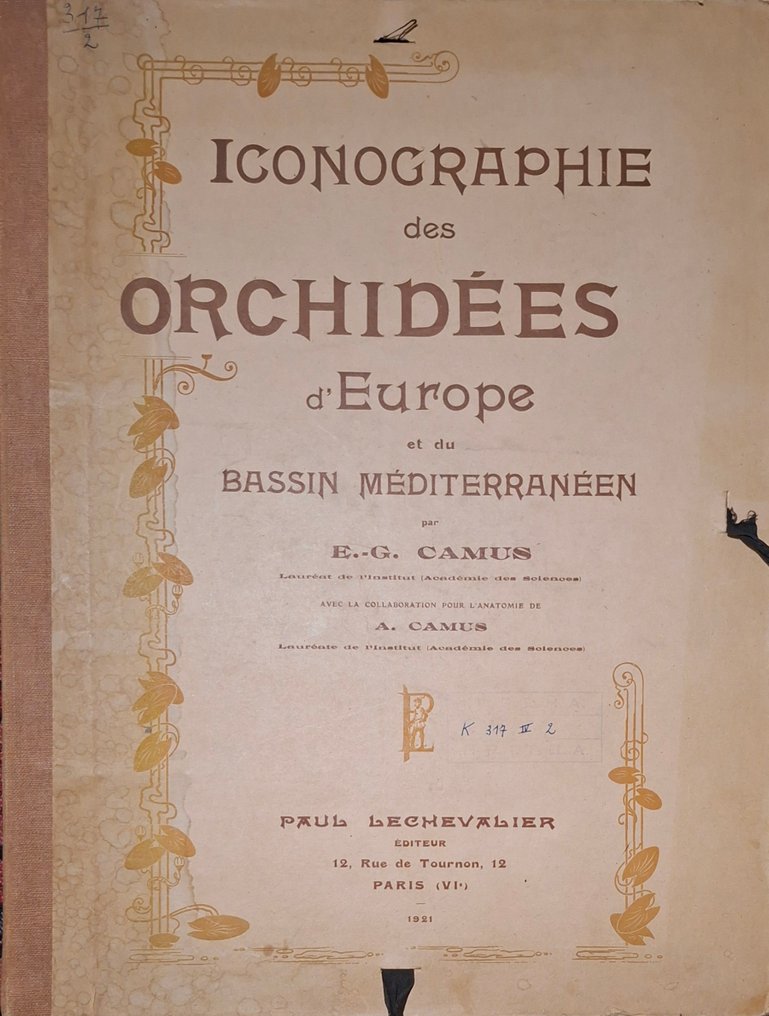 317
2
ICONOGRAPHIE
des
ORCHIDÉES
d'Europe
et du
BASSIN MÉDITERRANÉEN
par
E.-G. CAMUS
Lauréat de l'Institut (Académie des Sciences)
AVEC LA COLLABORATION POUR L'ANATOMIE DE
A. CAMUS
Lauréate de l'Institut (Académie des Sciences)
PL
K 317 IV 2
PAUL LECHEVALIER
ÉDITEUR
12, Rue de Tournon, 12
PARIS (VIe)
1921